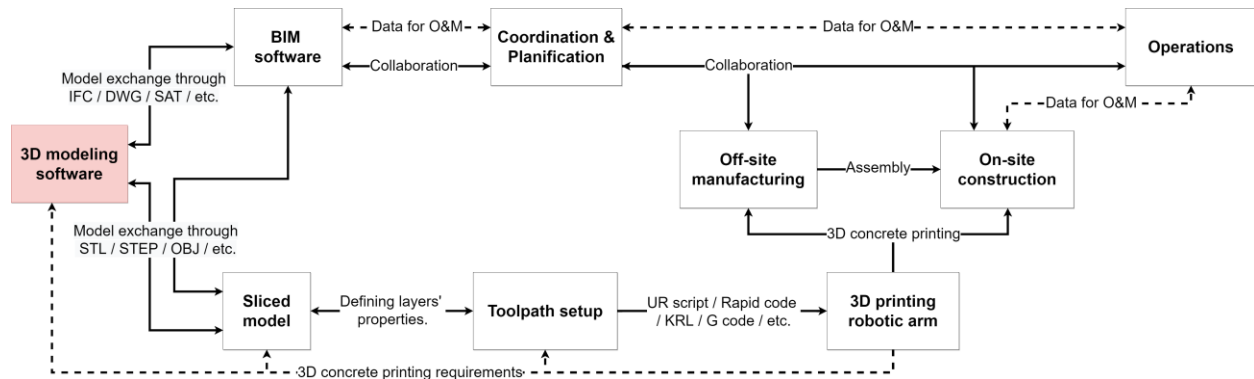 BIM
software
Data for O&M
Collaboration
Coordination &
Planification
Data for O&M
Collaboration
Operations
Model exchange through
IFC / DWG / SAT / etc.
Data for O&M
3D modeling
software
Off-site
manufacturing
Assembly
On-site
construction
Model exchange through
STL / STEP / OBJ / etc.
3D concrete printing
Sliced
model
Defining layers'
properties.
Toolpath setup
UR script / Rapid code
/ KRL / G code / etc.
3D printing
robotic arm
3D concrete printing requirements